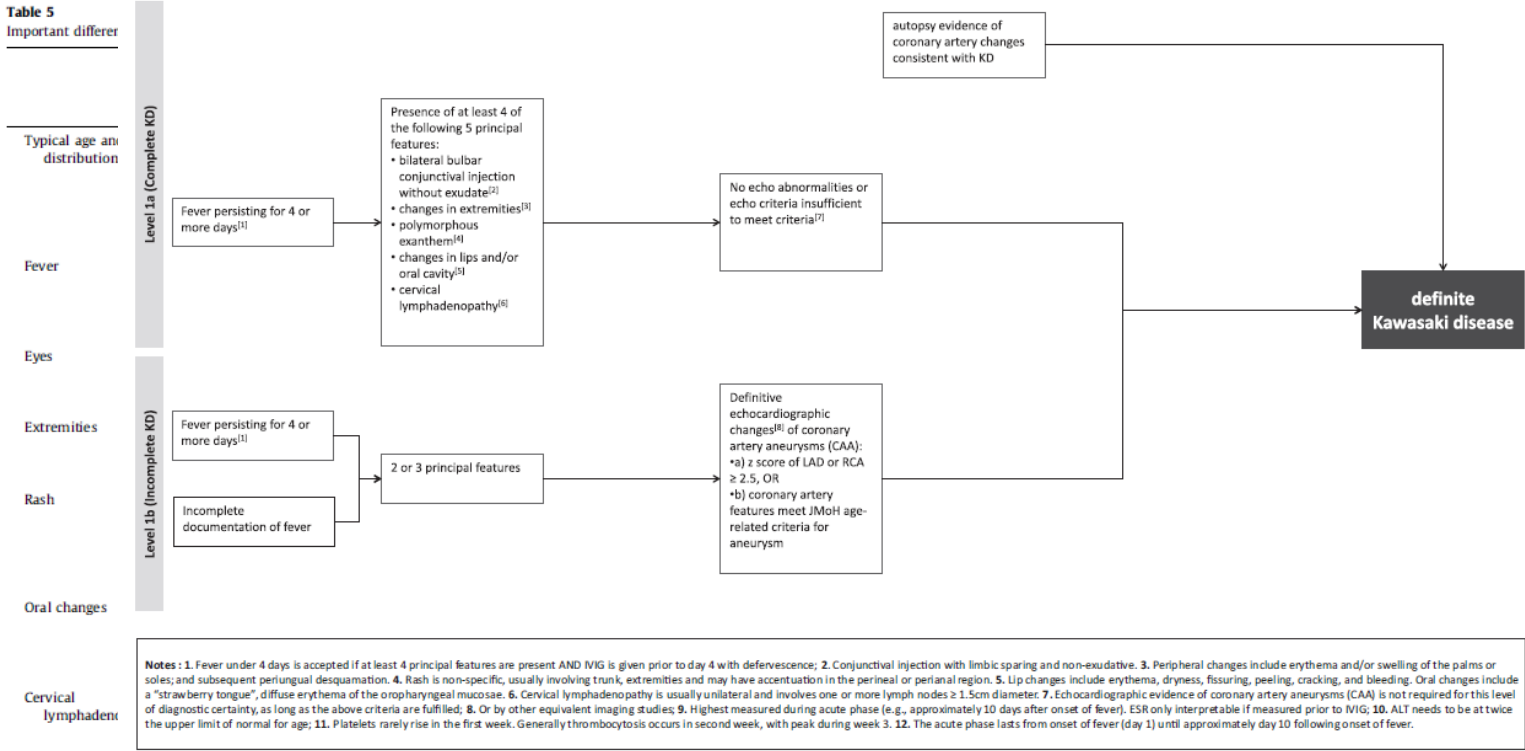 Table 5
Important differen
Typical age and
distribution
Fever
Eyes
Extremities
Rash
Oral changes
Cervical
lymphadeno
Level 1a (Complete KD)
Fever persisting for 4 or
more days[1]
Presence of at least 4 of
the following 5 principal
features:
• bilateral bulbar
conjunctival injection
without exudate[2]
• changes in extremities[3]
• polymorphous
exanthem[4]
• changes in lips and/or
oral cavity[5]
• cervical
lymphadenopathy[6]
No echo abnormalities or
echo criteria insufficient
to meet criteria[7]
autopsy evidence of
coronary artery changes
consistent with KD
definite
Kawasaki disease
Level 1b (Incomplete KD)
Fever persisting for 4 or
more days[1]
Incomplete
documentation of fever
2 or 3 principal features
Definitive
echocardiographic
changes[8] of coronary
artery aneurysms (CAA):
•a) z score of LAD or RCA
≥ 2.5, OR
•b) coronary artery
features meet JMoH age-
related criteria for
aneurysm
Notes : 1. Fever under 4 days is accepted if at least 4 principal features are present AND IVIG is given prior to day 4 with defervescence; 2. Conjunctival injection with limbic sparing and non-exudative. 3. Peripheral changes include erythema and/or swelling of the palms or
soles; and subsequent periungual desquamation. 4. Rash is non-specific, usually involving trunk, extremities and may have accentuation in the perineal or perianal region. 5. Lip changes include erythema, dryness, fissuring, peeling, cracking, and bleeding. Oral changes include
a "strawberry tongue", diffuse erythema of the oropharyngeal mucosae. 6. Cervical lymphadenopathy is usually unilateral and involves one or more lymph nodes ≥ 1.5cm diameter. 7. Echocardiographic evidence of coronary artery aneurysms (CAA) is not required for this level
of diagnostic certainty, as long as the above criteria are fulfilled; 8. Or by other equivalent imaging studies; 9. Highest measured during acute phase (e.g., approximately 10 days after onset of fever). ESR only interpretable if measured prior to IVIG; 10. ALT needs to be at twice
the upper limit of normal for age; 11. Platelets rarely rise in the first week. Generally thrombocytosis occurs in second week, with peak during week 3. 12. The acute phase lasts from onset of fever (day 1) until approximately day 10 following onset of fever.